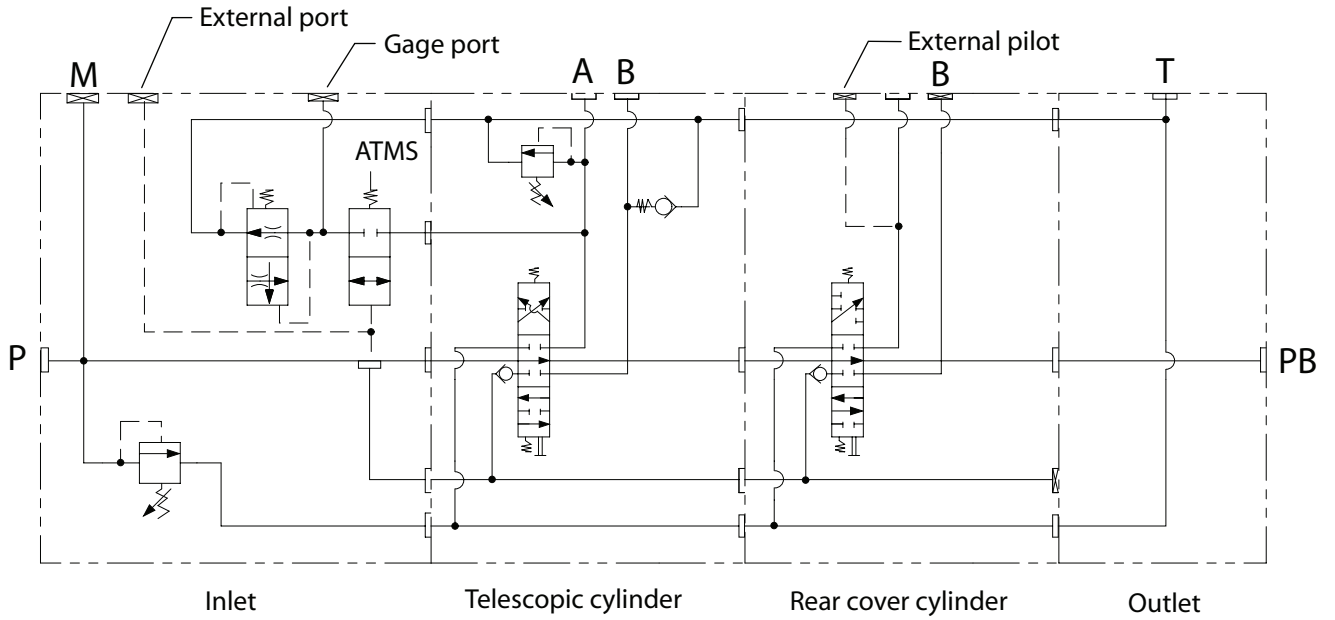 External port
Gage port
External pilot
M
A B
B
T
ATMS
P
PB
Inlet
Telescopic cylinder
Rear cover cylinder
Outlet